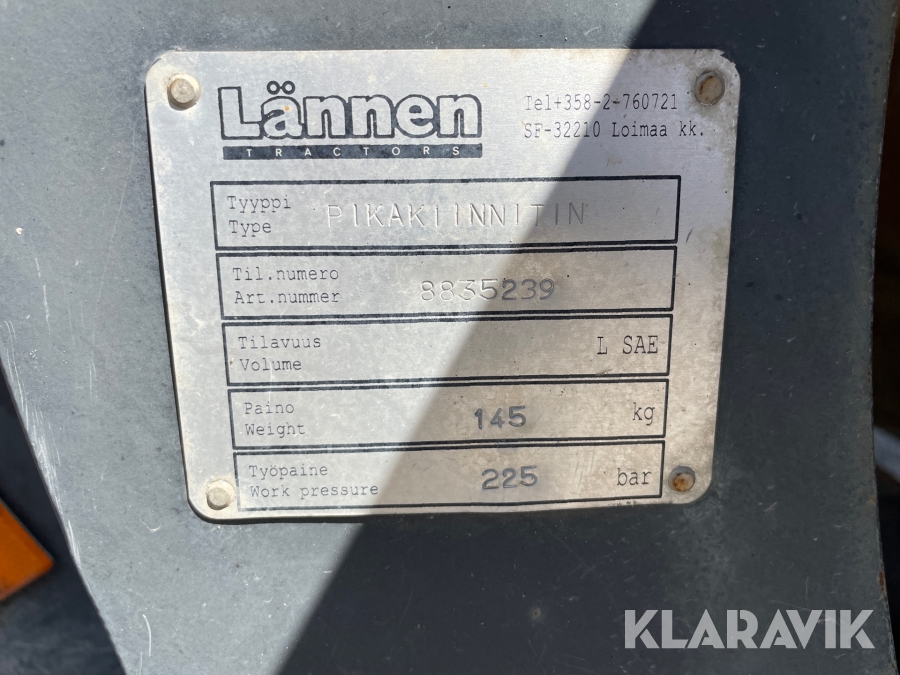 Lännen
TRACTORS
Tel+358-2-760721
SF-32210 Loimaa kk.
Tyyppi
Type
PIKAKIINNITIN
Til.numero
Art.nummer
8835239
Tilavuus
Volume
L SAE
Paino
Weight
145
kg
Työpaine
Work pressure
225
bar
KLARAVIK